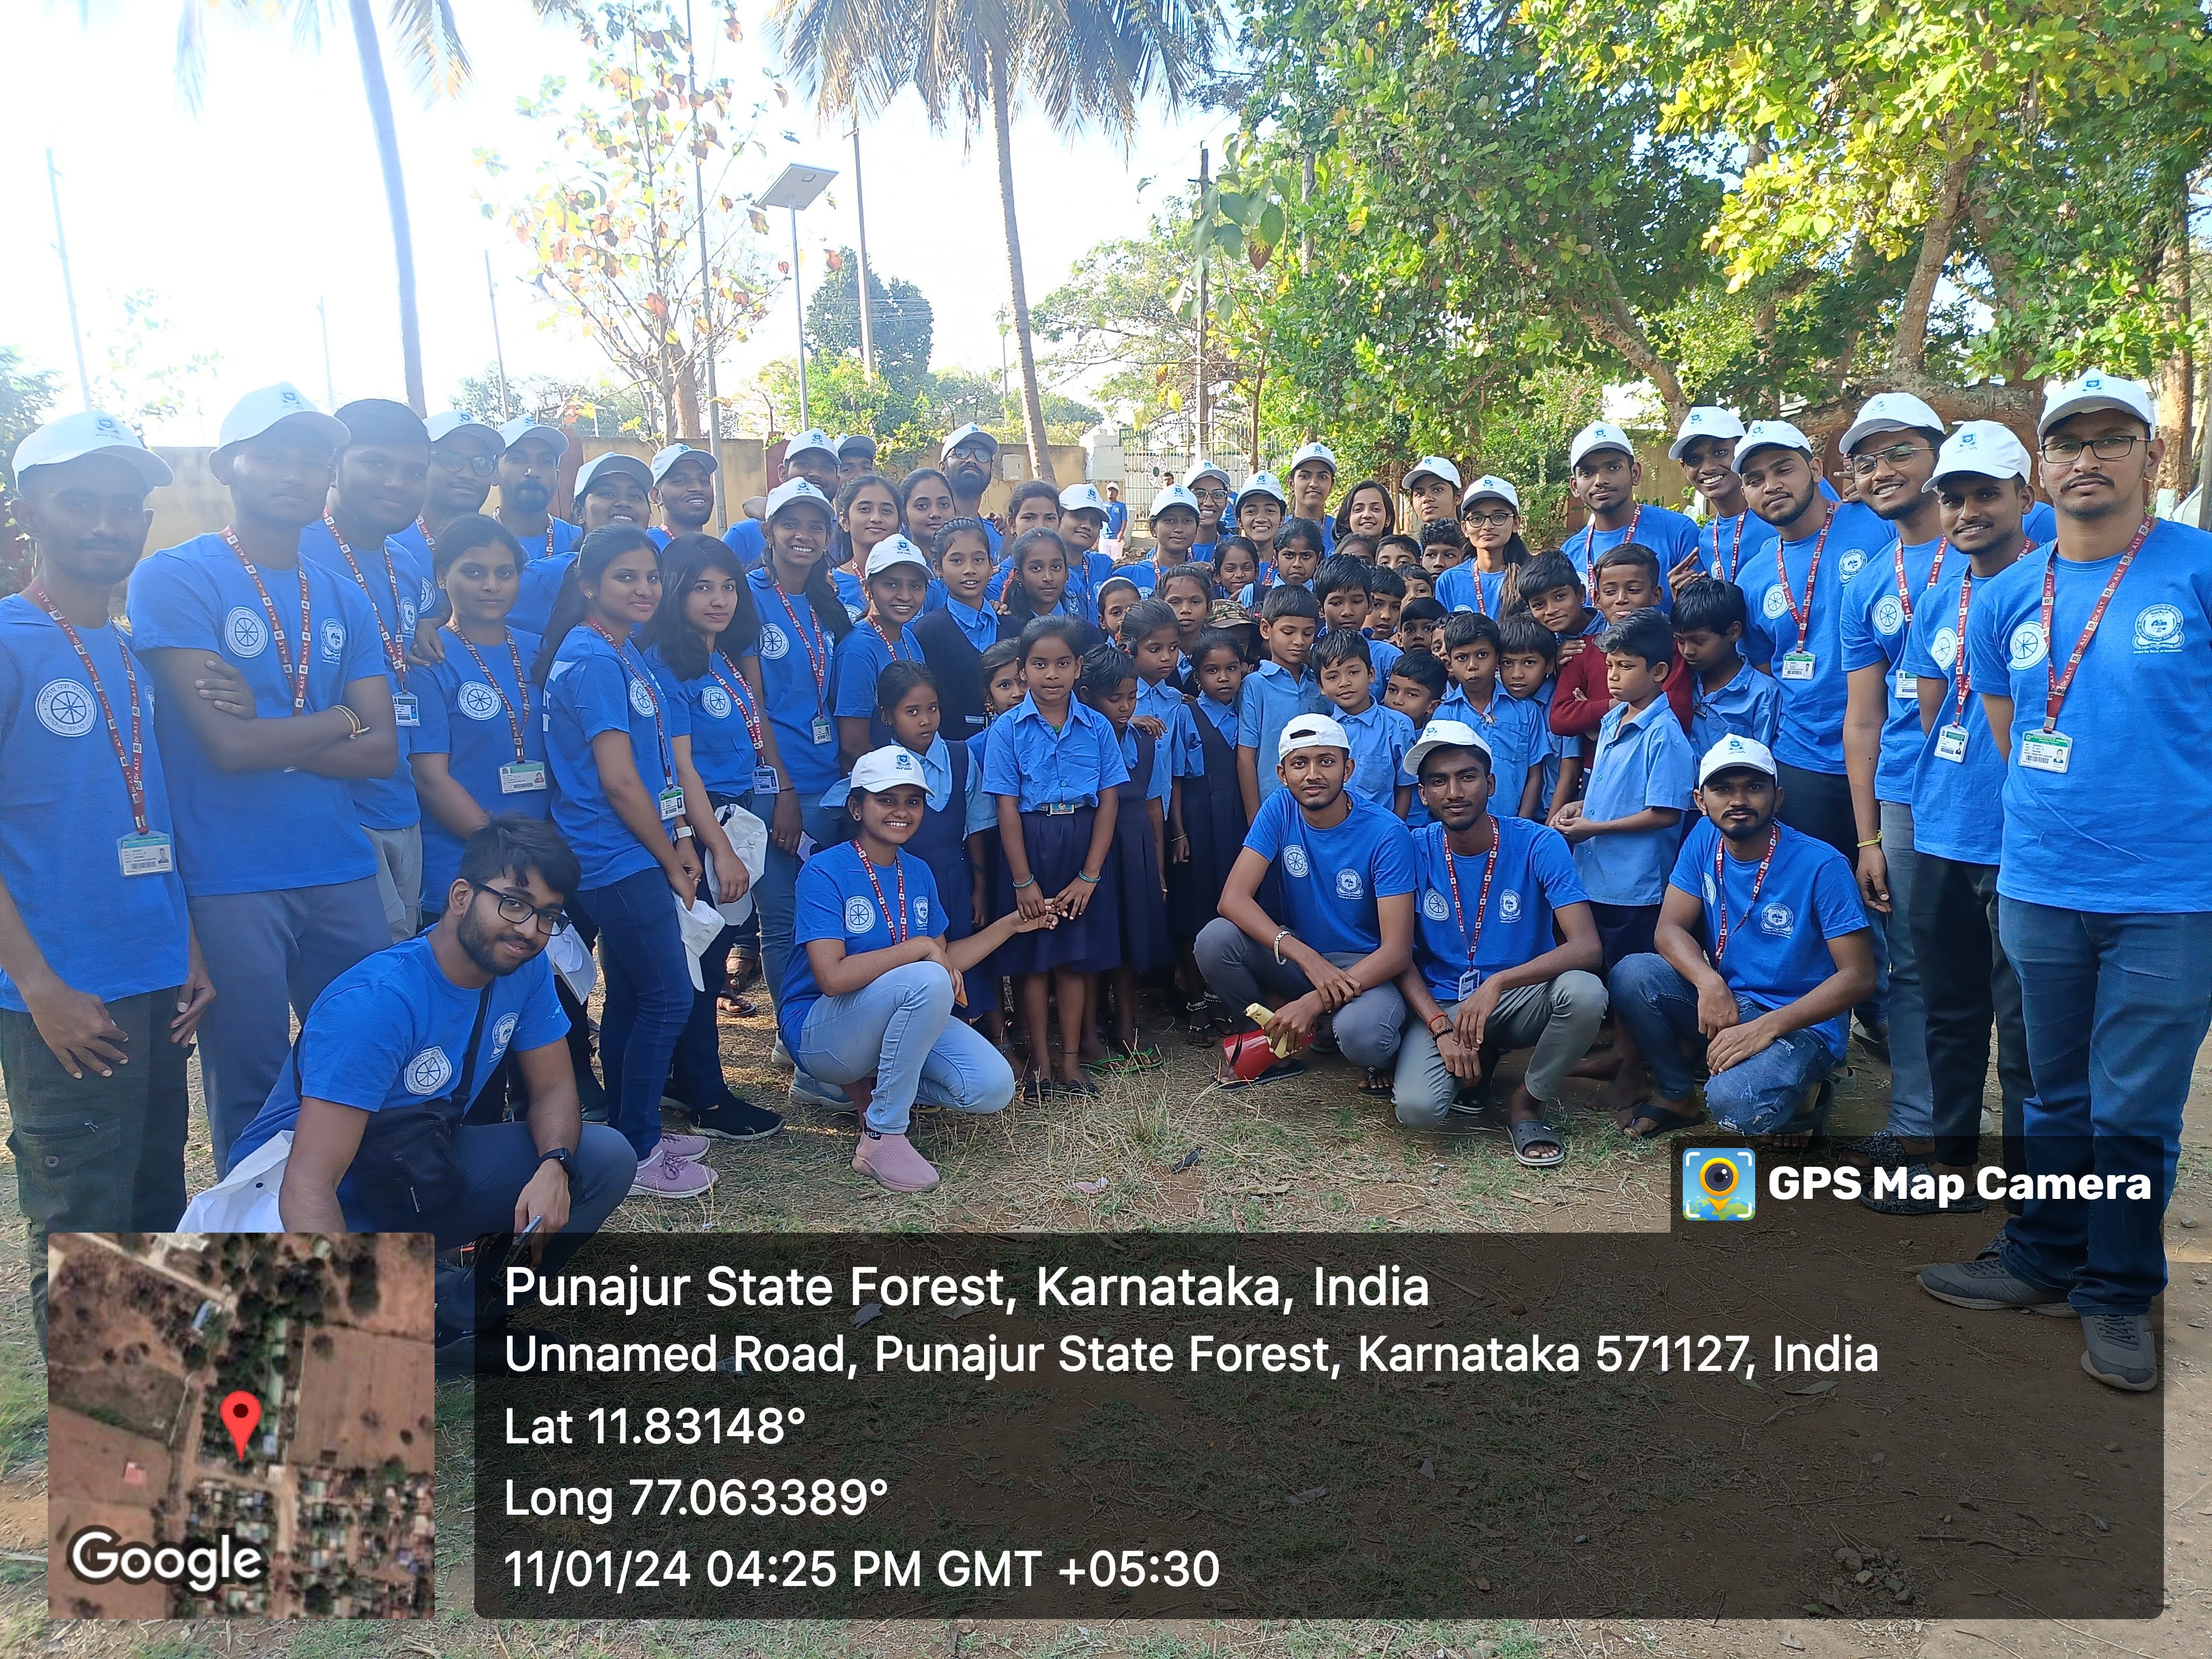 GPS Map Camera
Punajur State Forest, Karnataka, India
Unnamed Road, Punajur State Forest, Karnataka 571127, India
Lat 11.83148°
Long 77.063389°
11/01/24 04:25 PM GMT +05:30
Google